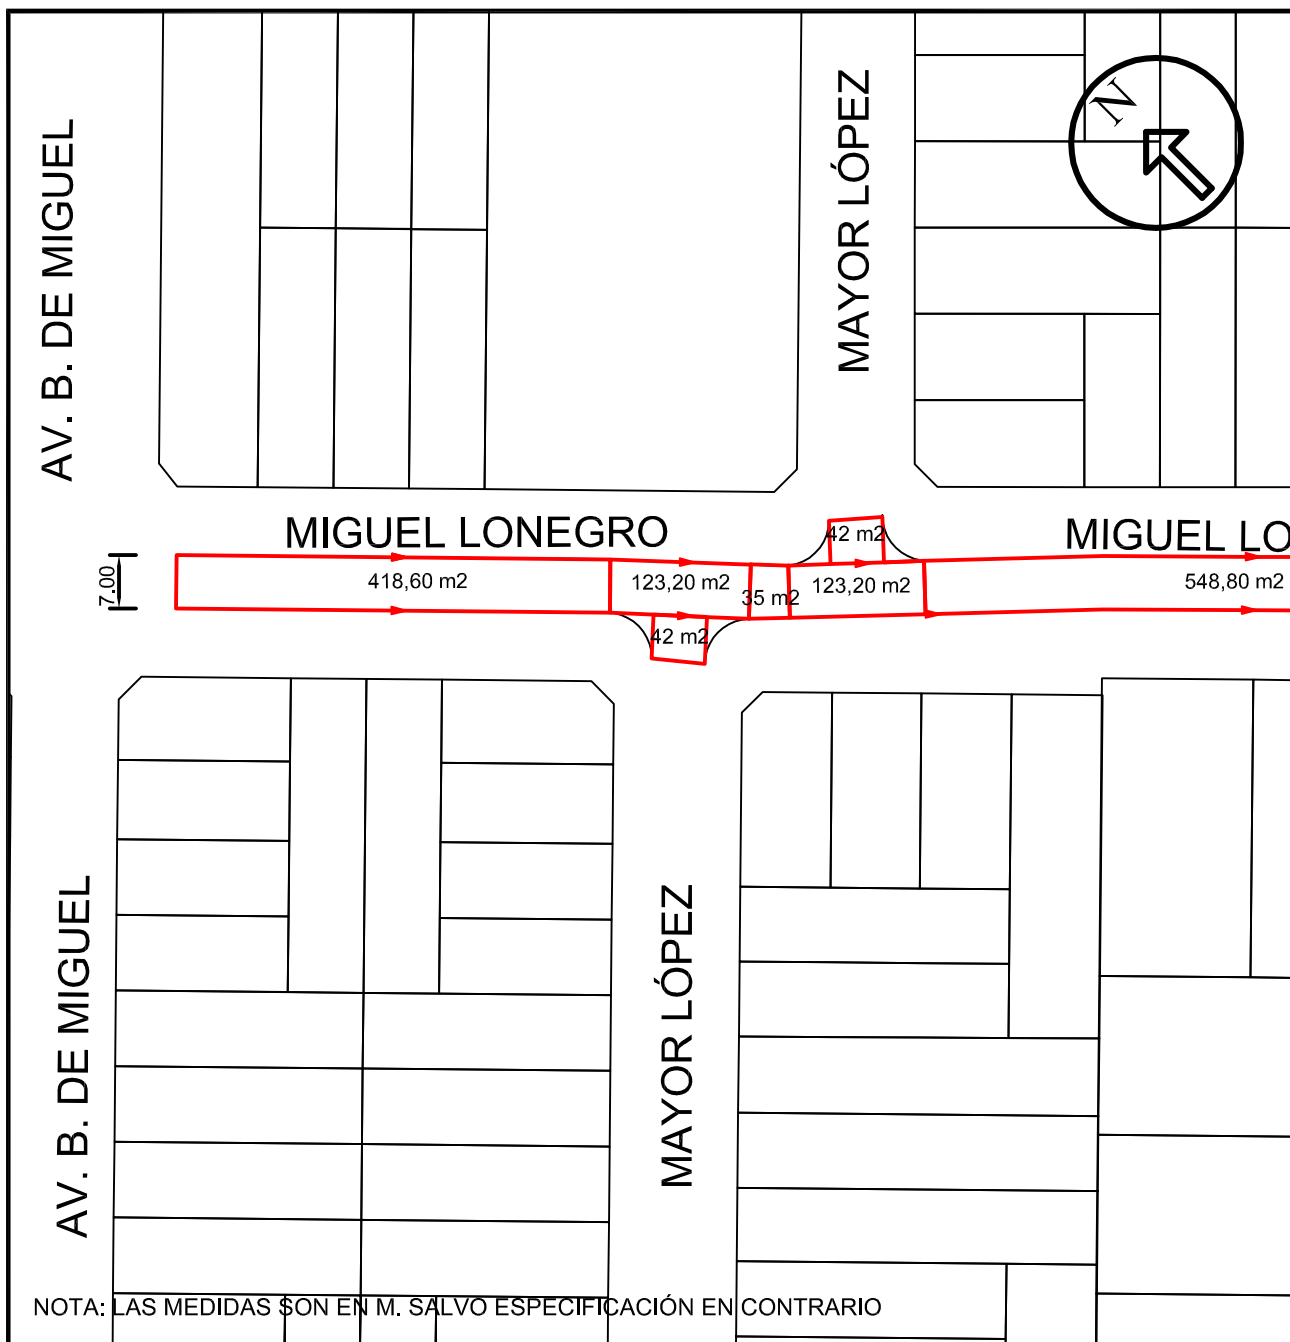 AV. B. DE MIGUEL
MAYOR LÓPEZ
N
MIGUEL LONEGRO
MIGUEL LO
7.00
418,60 m2
123,20 m2
35 m2
42 m2
123,20 m2
548,80 m2
42 m2
AV. B. DE MIGUEL
MAYOR LÓPEZ
NOTA: LAS MEDIDAS SON EN M. SALVO ESPECIFICACIÓN EN CONTRARIO